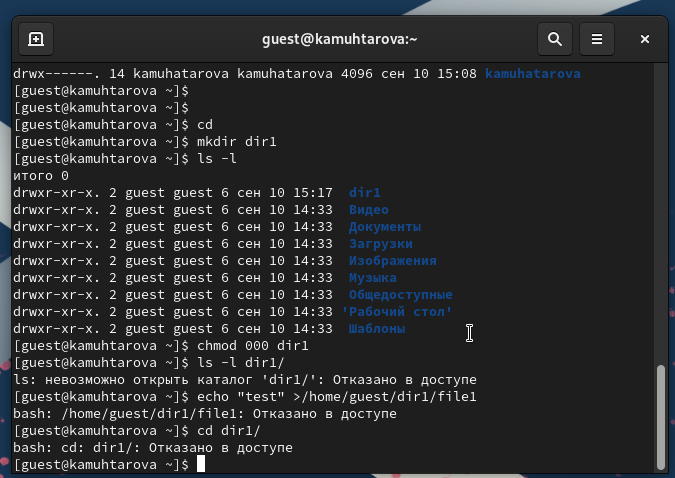 guest@kamuhtarova:~
drwx------. 14 kamuhatarova kamuhatarova 4096 сен 10 15:08 kamuhatarova
[guest@kamuhtarova ~]$
[guest@kamuhtarova ~]$
[guest@kamuhtarova ~]$ cd
[guest@kamuhtarova ~]$ mkdir dir1
[guest@kamuhtarova ~]$ ls -l
итого 0
drwxr-xr-x. 2 guest guest 6 сен 10 15:17  dir1
drwxr-xr-x. 2 guest guest 6 сен 10 14:33  Видео
drwxr-xr-x. 2 guest guest 6 сен 10 14:33  Документы
drwxr-xr-x. 2 guest guest 6 сен 10 14:33  Загрузки
drwxr-xr-x. 2 guest guest 6 сен 10 14:33  Изображения
drwxr-xr-x. 2 guest guest 6 сен 10 14:33  Музыка
drwxr-xr-x. 2 guest guest 6 сен 10 14:33  Общедоступные
drwxr-xr-x. 2 guest guest 6 сен 10 14:33 'Рабочий стол'
drwxr-xr-x. 2 guest guest 6 сен 10 14:33  Шаблоны
[guest@kamuhtarova ~]$ chmod 000 dir1
[guest@kamuhtarova ~]$ ls -l dir1/
ls: невозможно открыть каталог 'dir1/': Отказано в доступе
[guest@kamuhtarova ~]$ echo "test" >/home/guest/dir1/file1
bash: /home/guest/dir1/file1: Отказано в доступе
[guest@kamuhtarova ~]$ cd dir1/
bash: cd: dir1/: Отказано в доступе
[guest@kamuhtarova ~]$